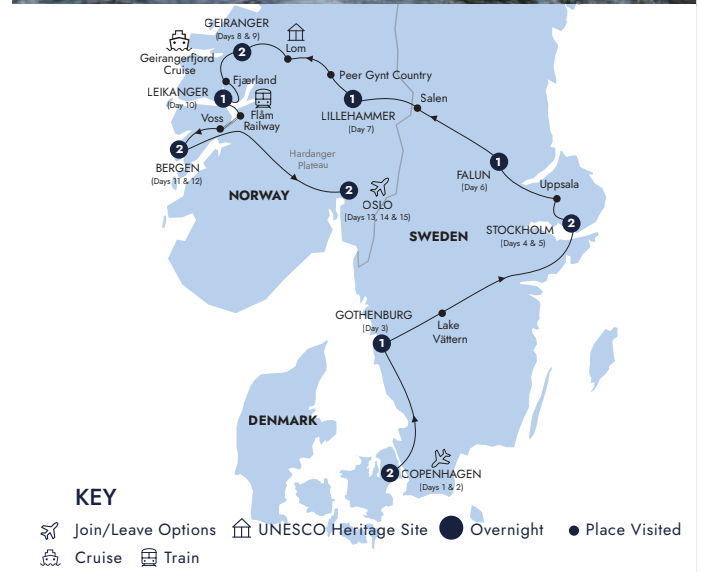 GEIRANGER
(Days 8 & 9)
2
Lom
Geirangerfjord
Cruise
Peer Gynt Country
Fjærland
LEIKANGER
(Day 10)
1
1
Salen
LILLEHAMMER
(Day 7)
Voss
Flåm
Railway
2
BERGEN
(Days 11 & 12)
Hardanger
Plateau
1
FALUN
(Day 6)
Uppsala
NORWAY
2
OSLO
(Days 13, 14 & 15)
2
STOCKHOLM
(Days 4 & 5)
SWEDEN
GOTHENBURG
(Day 3)
1
Lake
Vättern
DENMARK
2
COPENHAGEN
(Days 1 & 2)
KEY
Join/Leave Options UNESCO Heritage Site Overnight Place Visited
Cruise Train